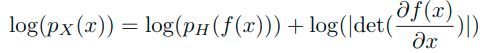 log(p_X(x)) = log(p_H(f(x))) + log(|det(∂f(x)/∂x)|)